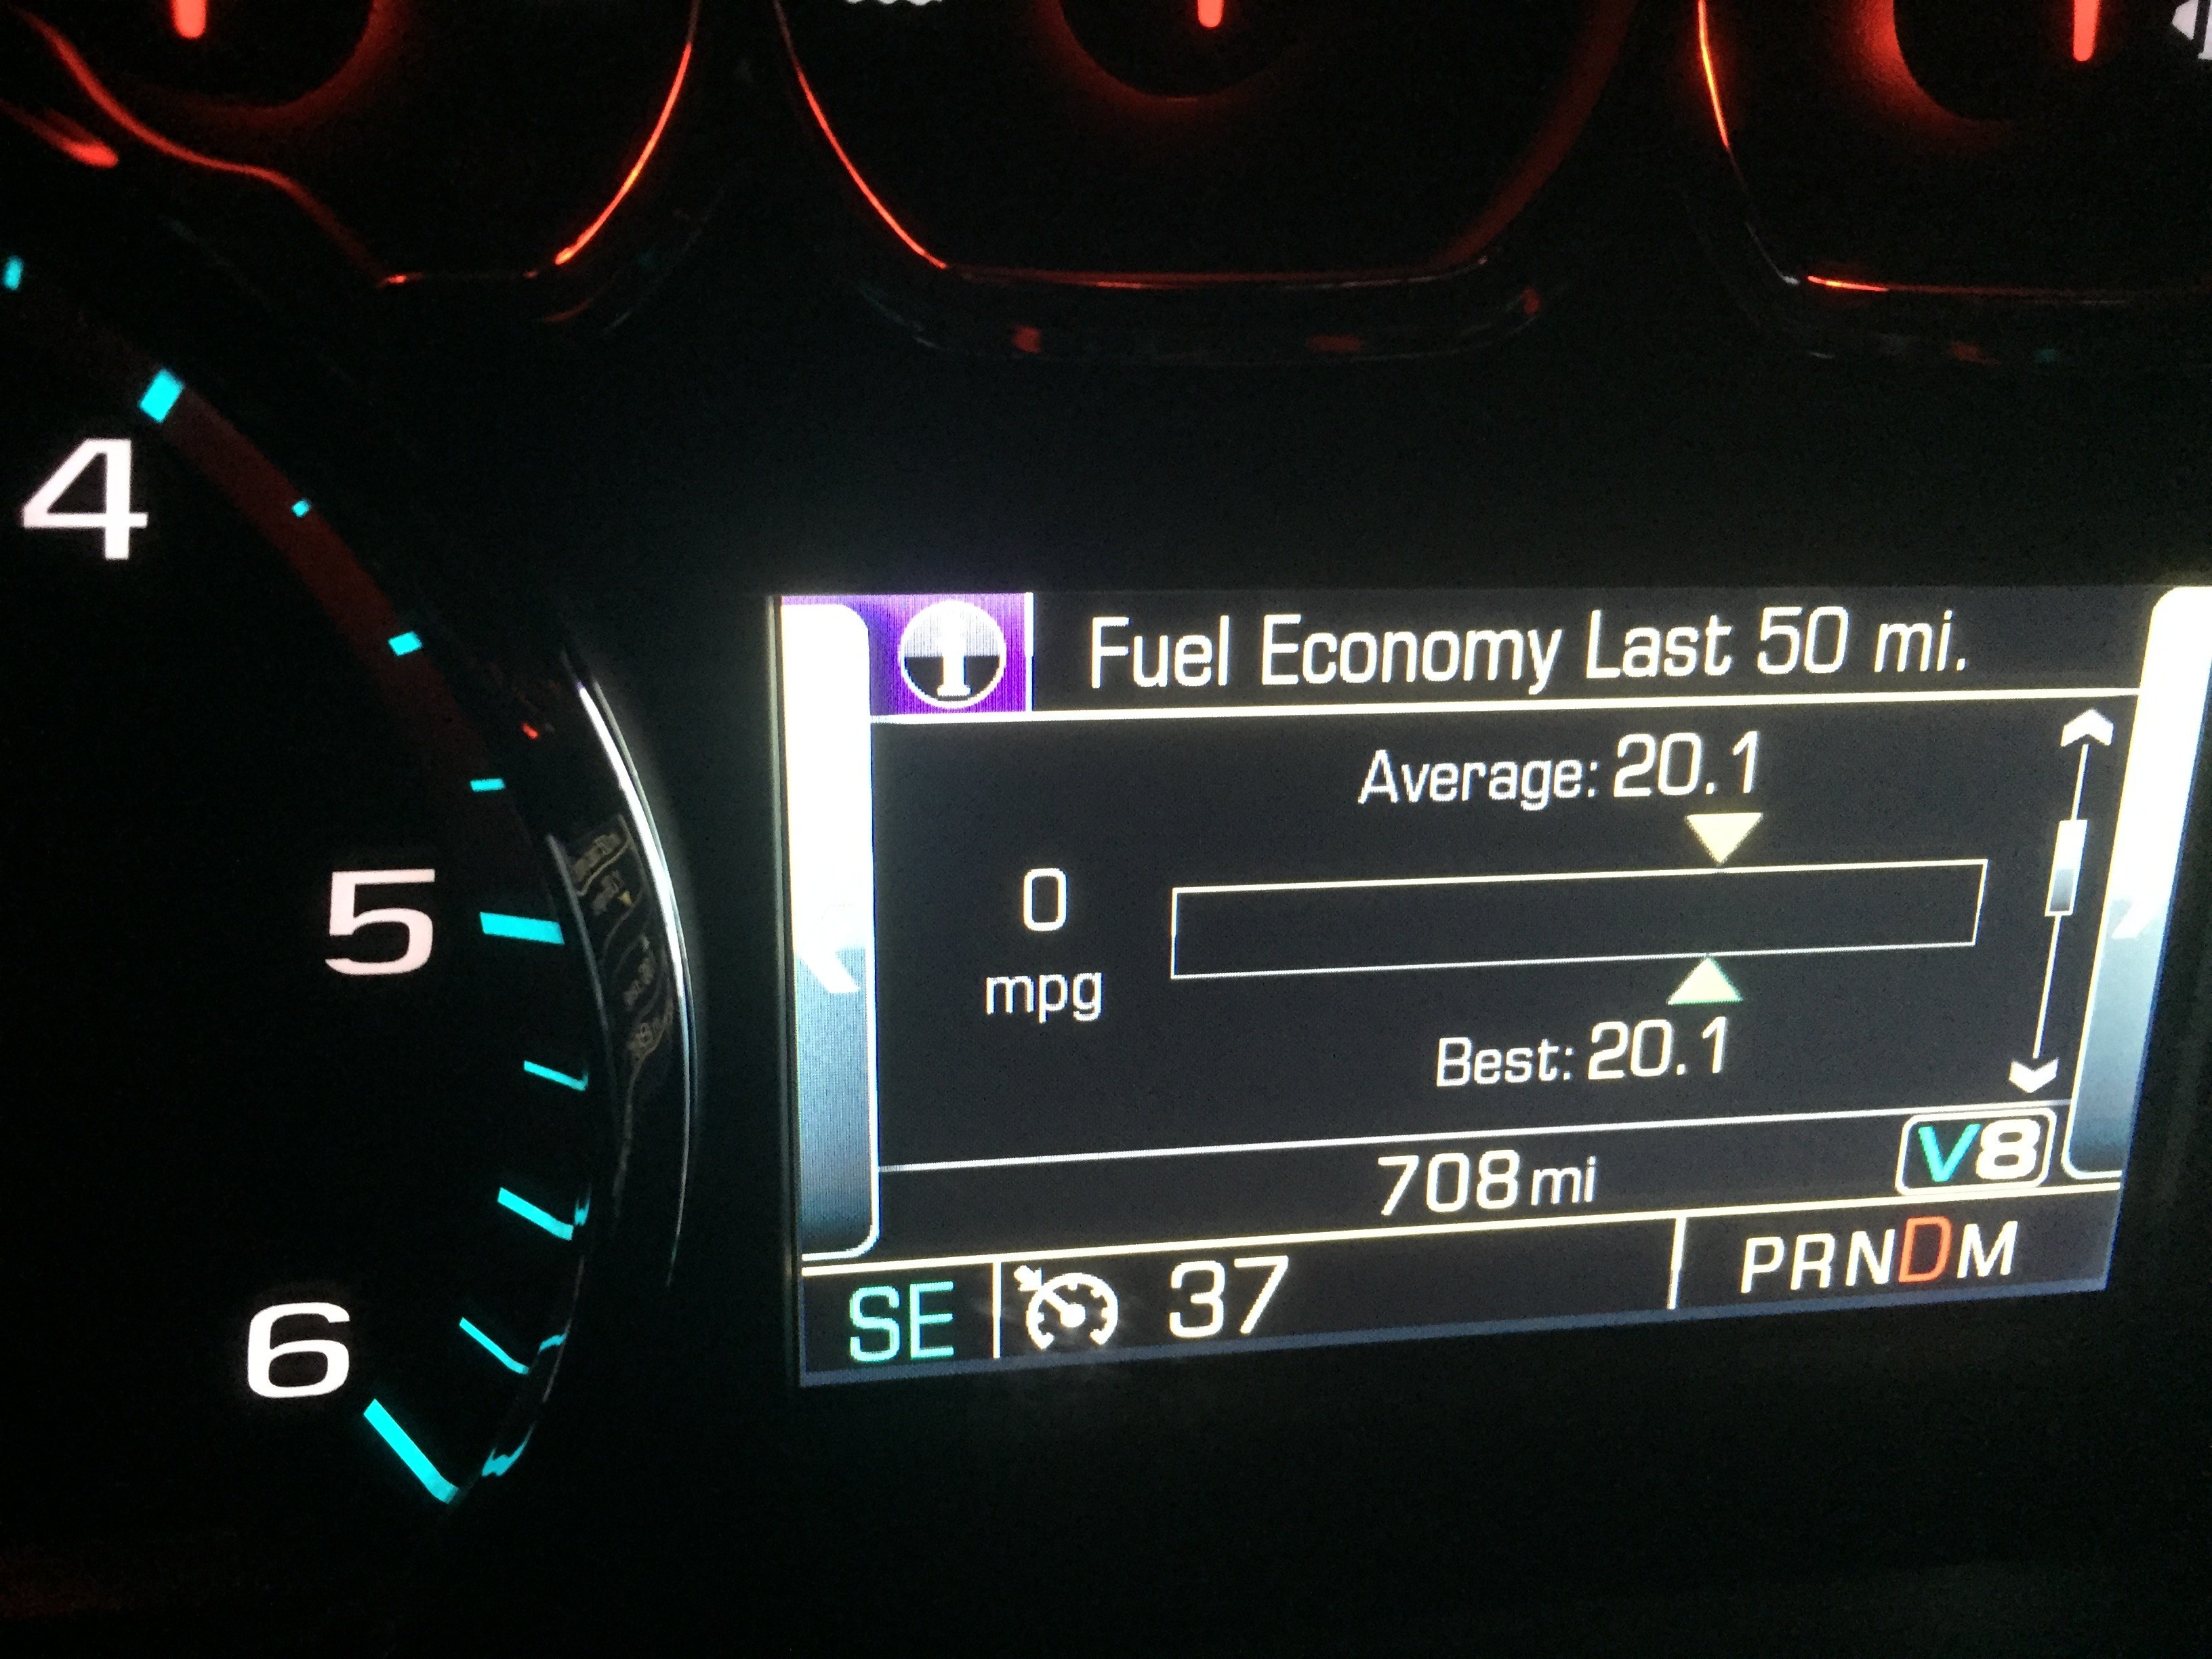 4
5
6
Fuel Economy Last 50 mi.
Average: 20.1
0
mpg
Best: 20.1
708 mi
V8
SE
37
PRNDM